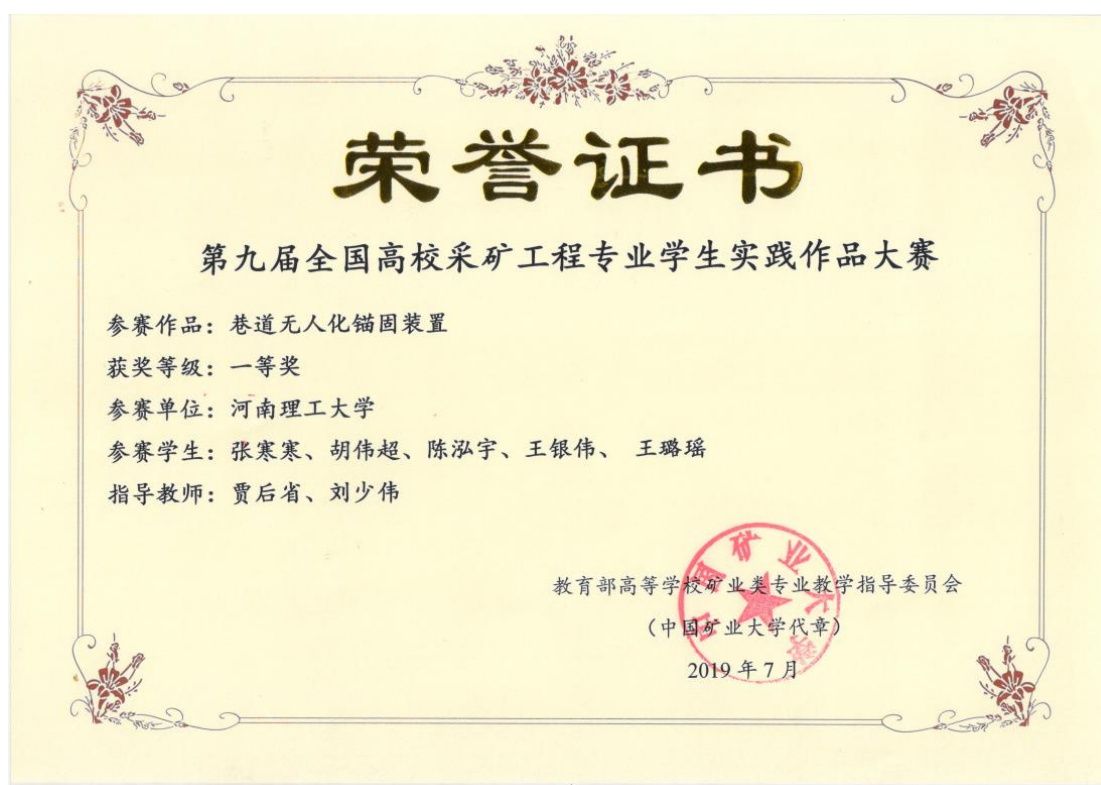 荣誉证书
第九届全国高校采矿工程专业学生实践作品大赛
参赛作品：巷道无人化锚固装置
获奖等级：一等奖
参赛单位：河南理工大学
参赛学生：张寒寒、胡伟超、陈泓宇、王银伟、 王璐瑶
指导教师：贾后省、刘少伟
教育部高等学校矿业类专业教学指导委员会
（中国矿业大学代章）
2019年7月
中国矿业大学